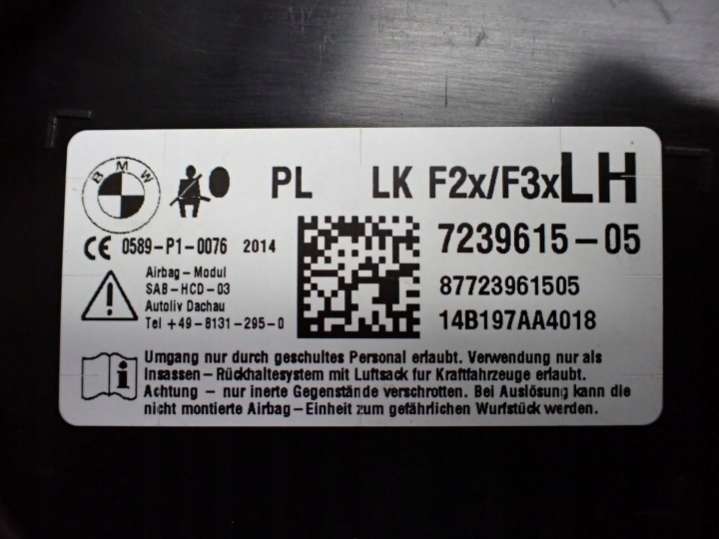 BMW
PL LK F2x/F3x LH
CE 0589-P1-0076 2014
7239615-05
Airbag-Modul
SAB-HCD-03
Autoliv Dachau
Tel +49-8131-295-0
87723961505
14B197AA4018
Umgang nur durch geschultes Personal erlaubt. Verwendung nur als
Insassen-Rückhaltesystem mit Luftsack fur Kraftfahrzeuge erlaubt.
Achtung - nur inerte Gegenstände verschrotten. Bei Auslösung kann die
nicht montierte Airbag-Einheit zum gefährlichen Wurfstück werden.